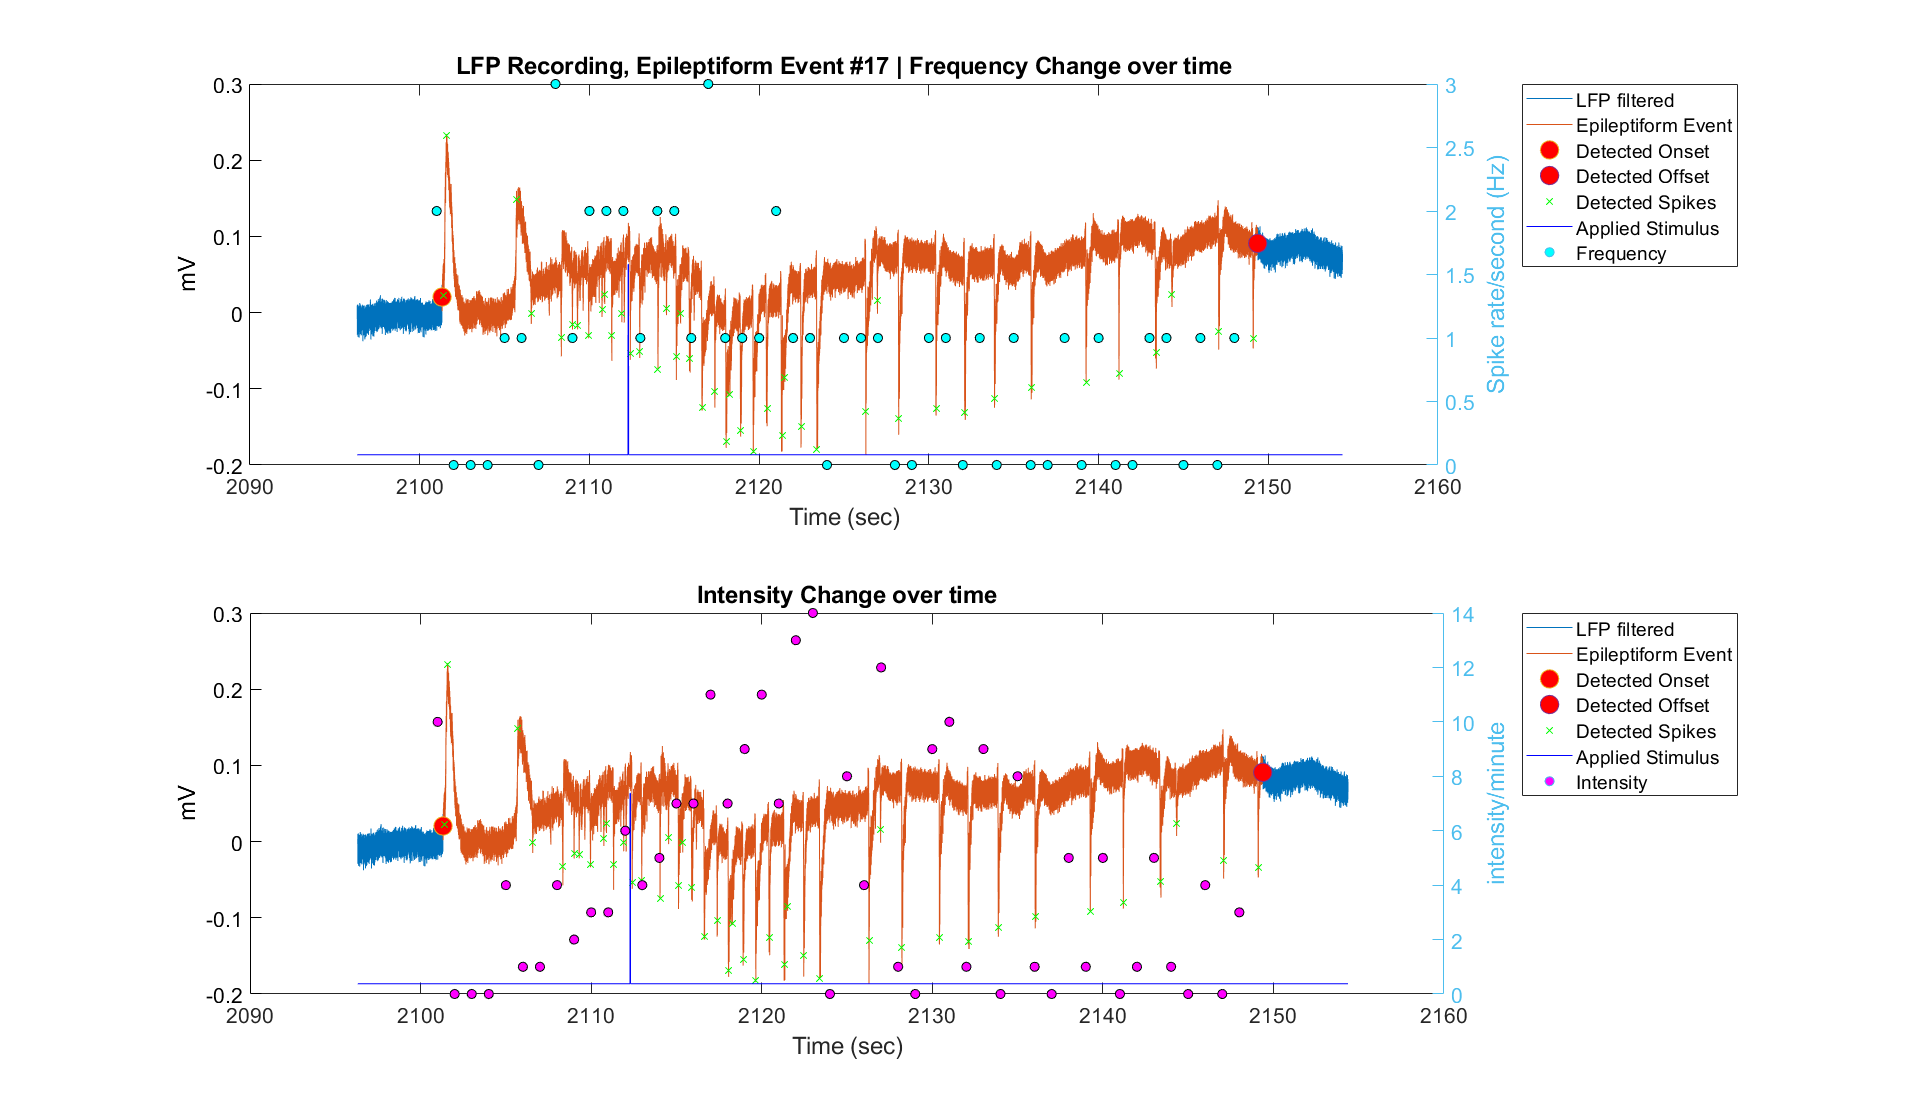 LFP Recording, Epileptiform Event #17 | Frequency Change over time
0.3
0.2
0.1
0
-0.1
-0.2
mV
2090 2100 2110 2120 2130 2140 2150 2160
Time (sec)
3
2.5
2
1.5
1
0.5
0
Spike rate/second (Hz)
LFP filtered
Epileptiform Event
Detected Onset
Detected Offset
Detected Spikes
Applied Stimulus
Frequency
Intensity Change over time
0.3
0.2
0.1
0
-0.1
-0.2
mV
2090 2100 2110 2120 2130 2140 2150 2160
Time (sec)
14
12
10
8
6
4
2
0
intensity/minute
LFP filtered
Epileptiform Event
Detected Onset
Detected Offset
Detected Spikes
Applied Stimulus
Intensity